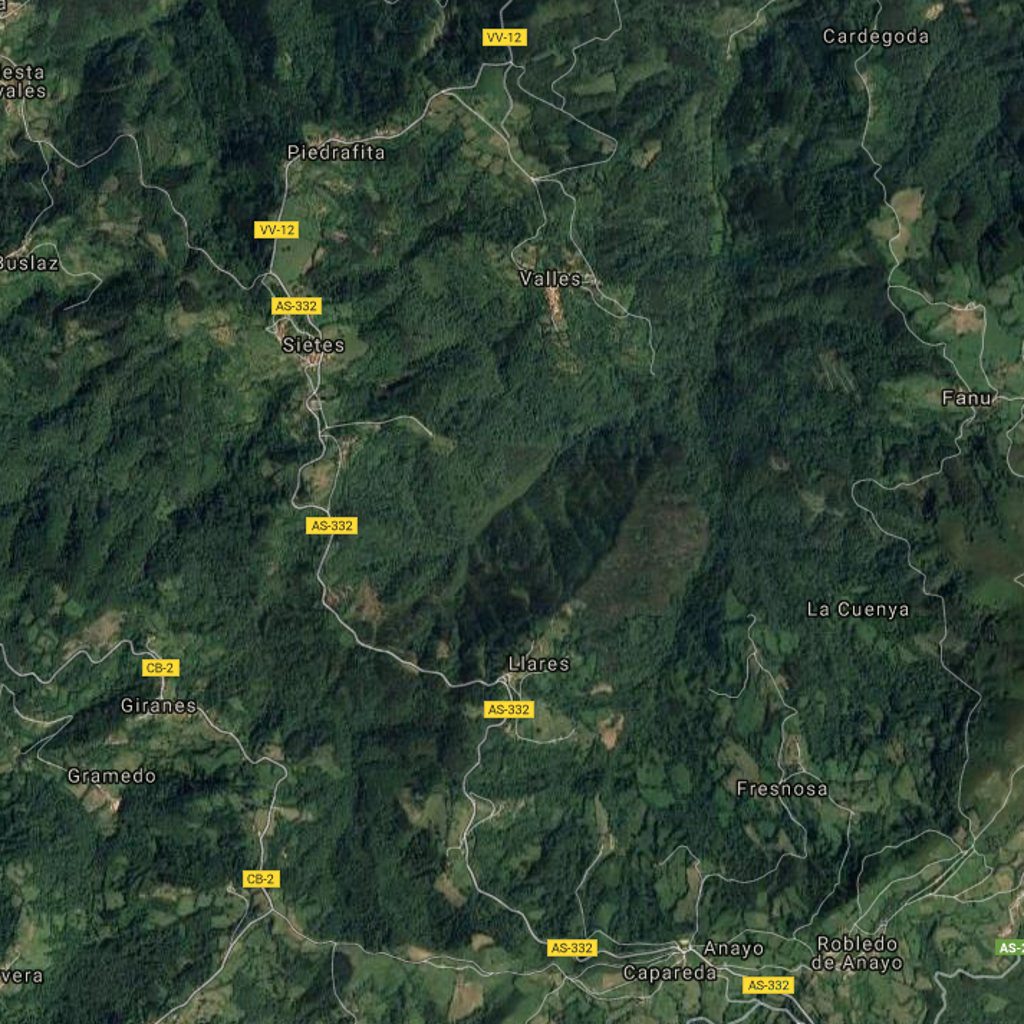 VV-12
Cardegoda
Piedrafita
VV-12
Buslaz
Valles
AS-332
Sietes
Fanu
AS-332
La Cuenya
Llares
CB-2
Giranes
AS-332
Gramedo
Fresnosa
CB-2
AS-332
Anayo
Robledo
de Anayo
Capareda
vera
AS-332